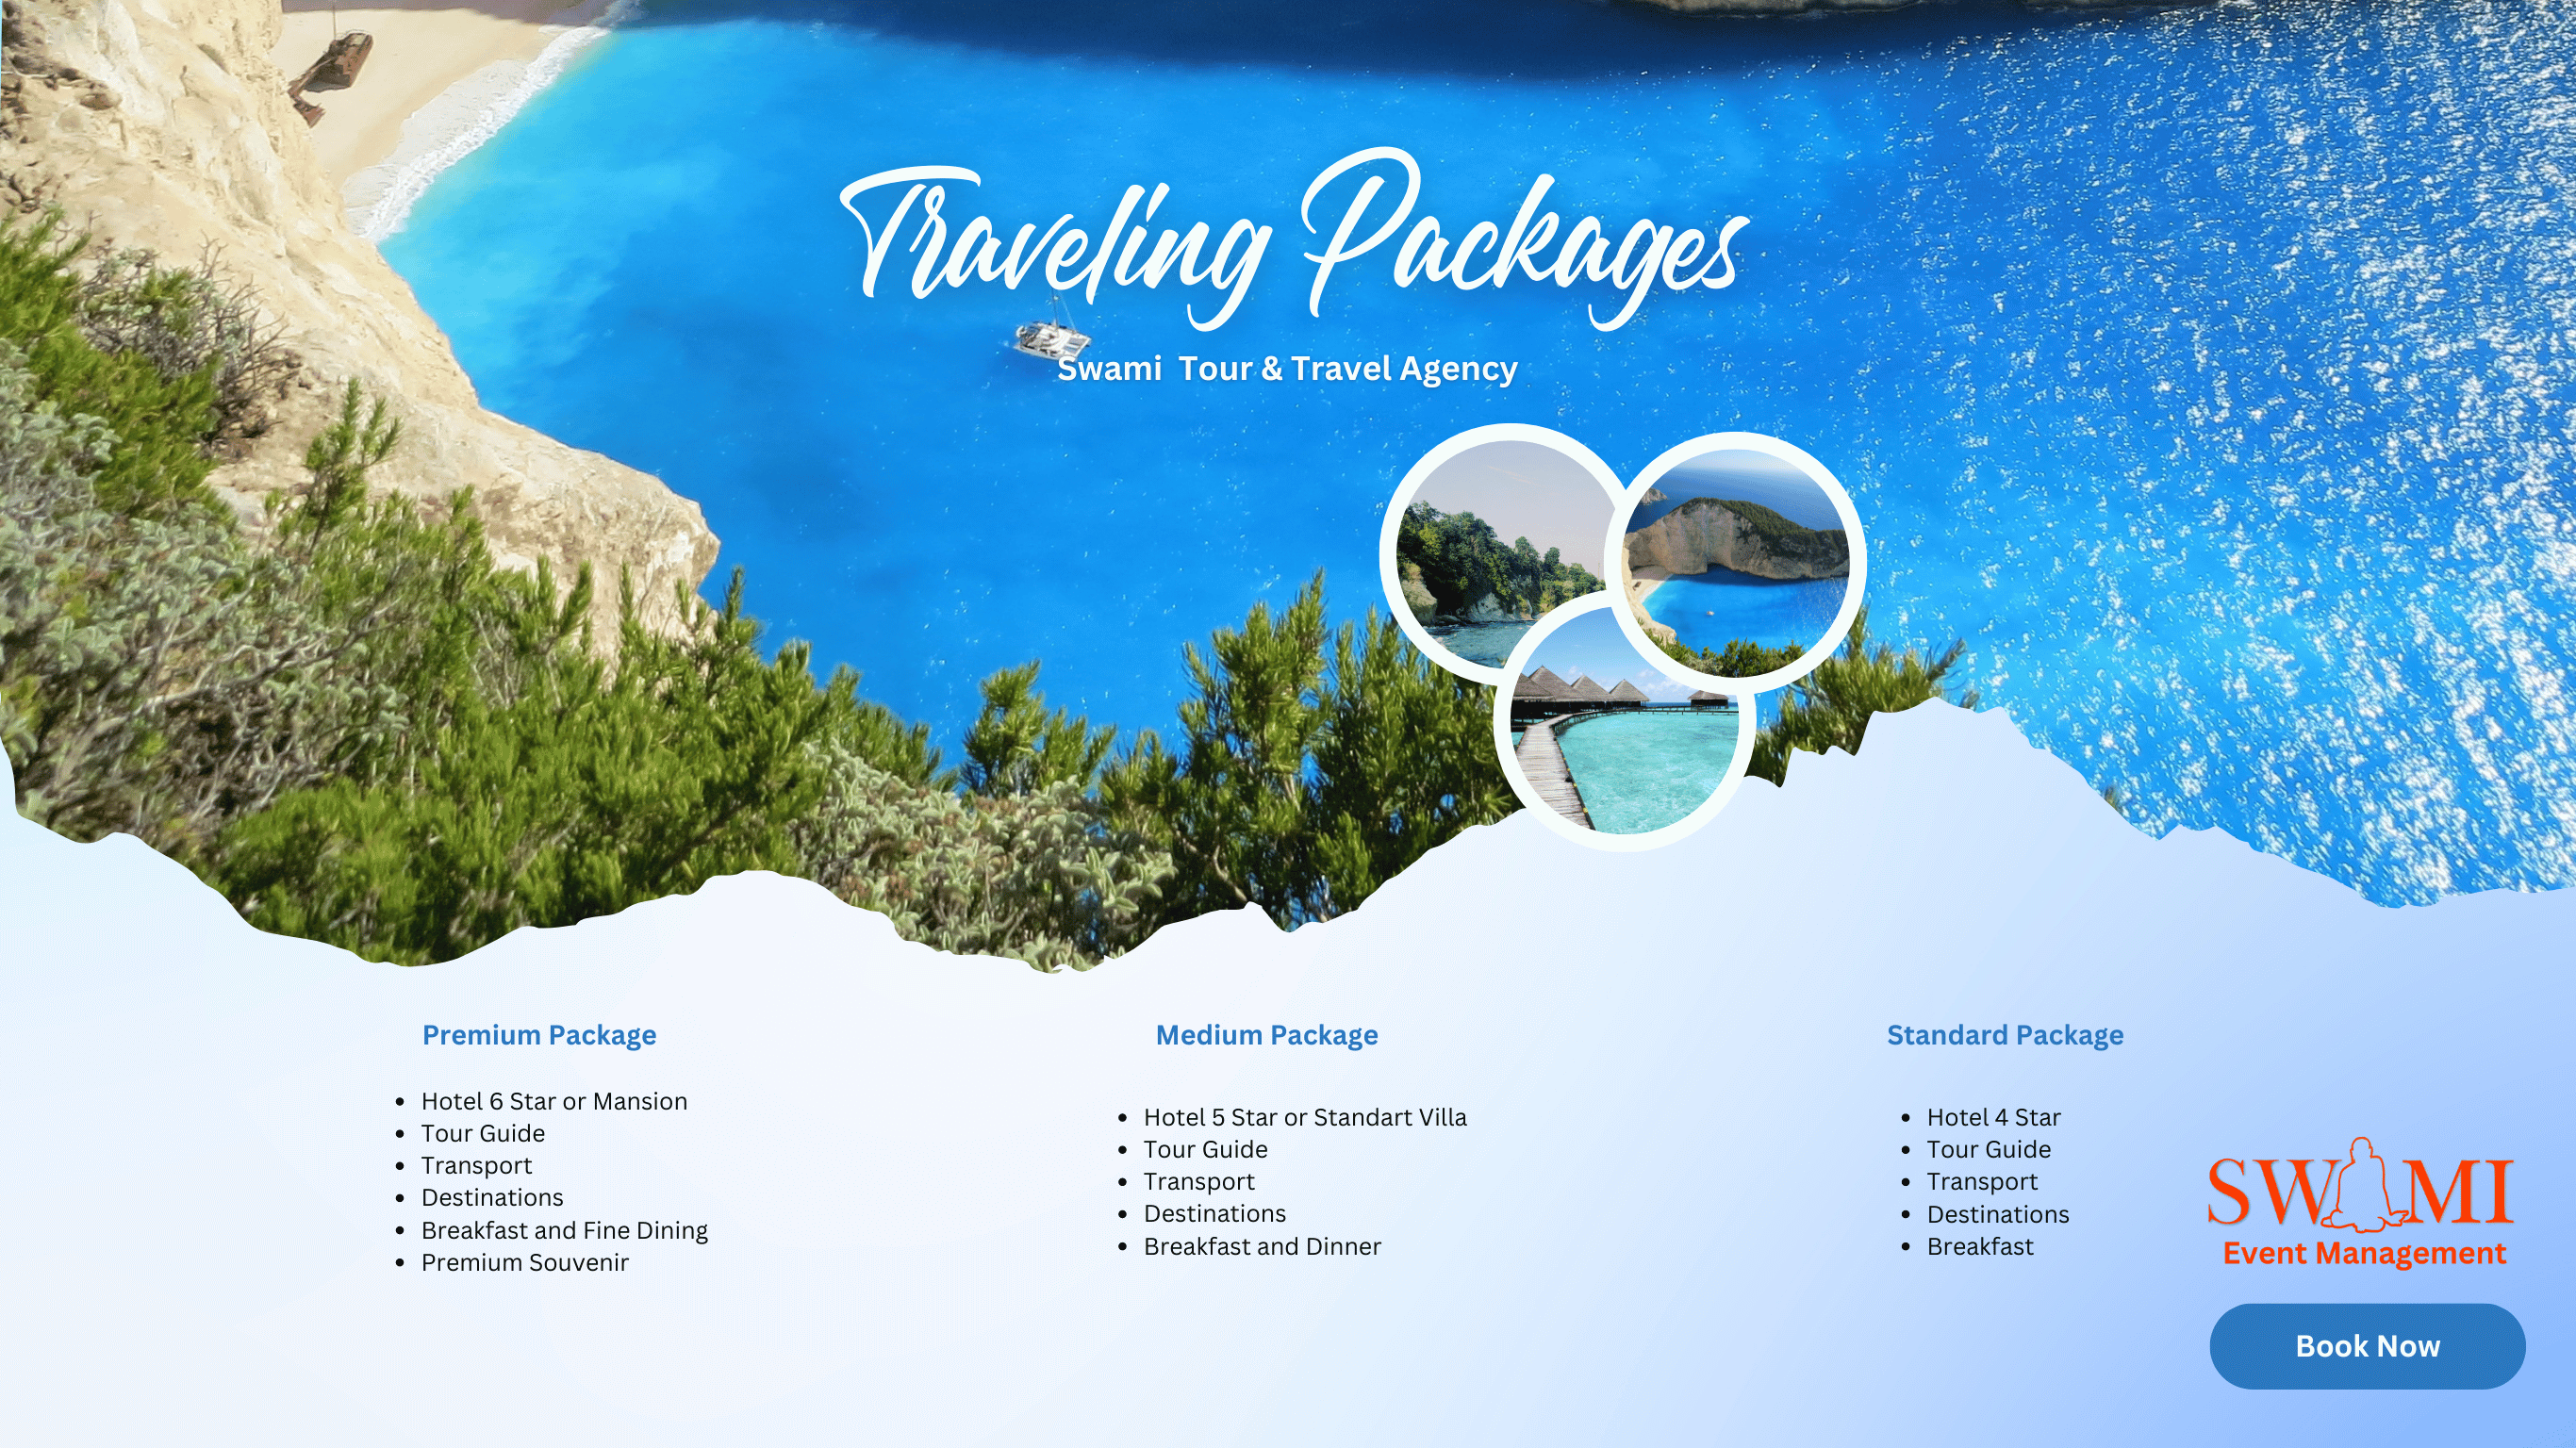 Traveling Packages
Swami Tour & Travel Agency
Premium Package
• Hotel 6 Star or Mansion
• Tour Guide
• Transport
• Destinations
• Breakfast and Fine Dining
• Premium Souvenir
Medium Package
• Hotel 5 Star or Standart Villa
• Tour Guide
• Transport
• Destinations
• Breakfast and Dinner
Standard Package
• Hotel 4 Star
• Tour Guide
• Transport
• Destinations
• Breakfast
SWAMI
Event Management
Book Now